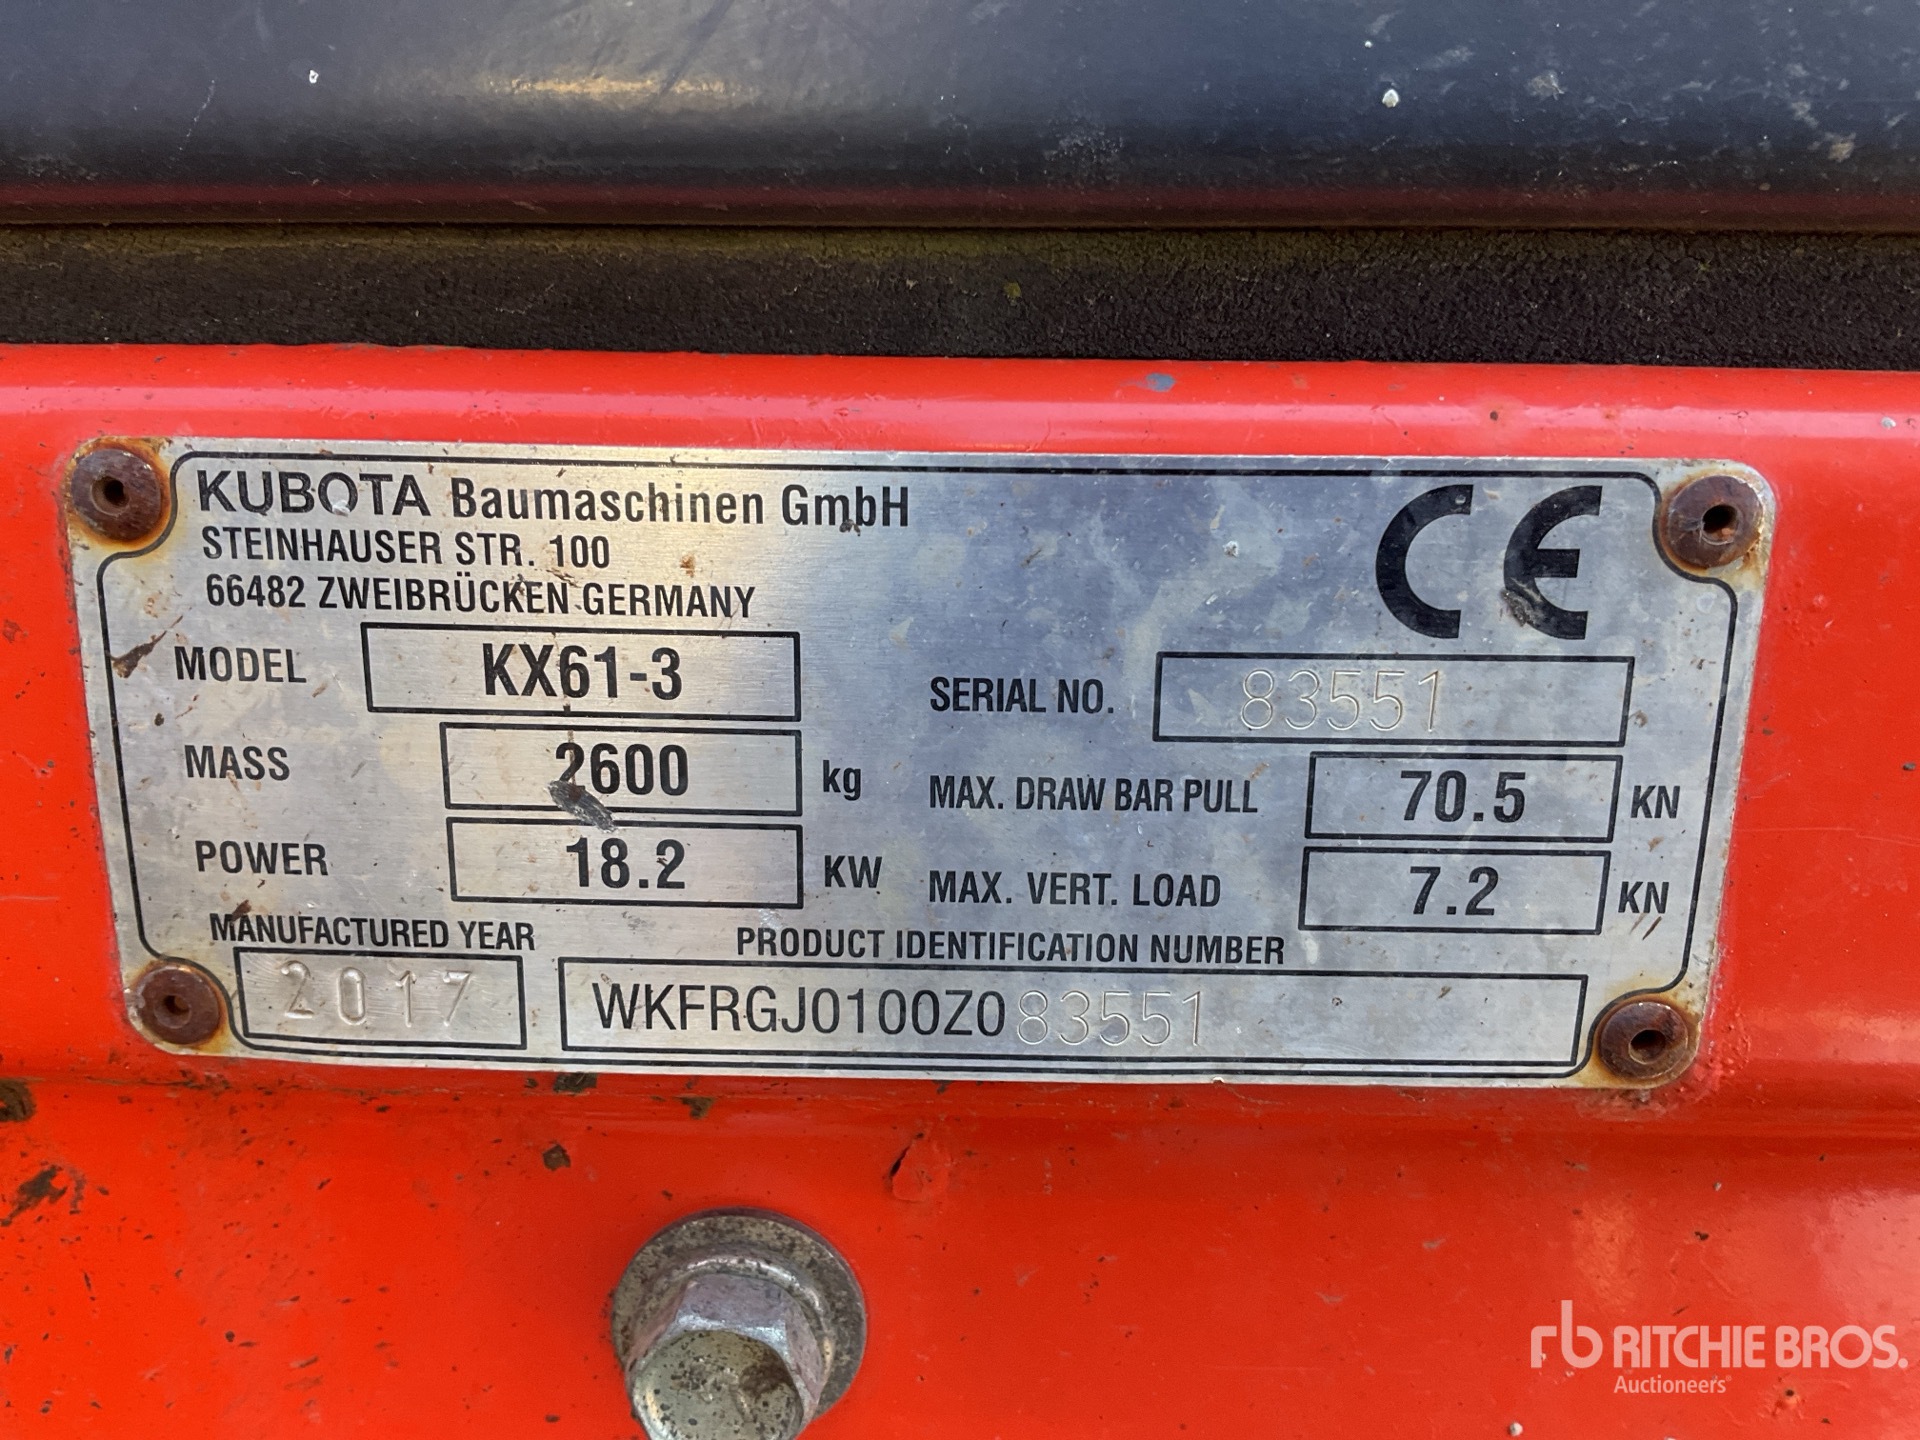 KUBOTA Baumaschinen GmbH
STEINHAUSER STR. 100
66482 ZWEIBRÜCKEN GERMANY
CE
MODEL KX61-3
SERIAL NO. 83551
MASS 2600 kg
MAX. DRAW BAR PULL 70.5 KN
POWER 18.2 KW
MAX. VERT. LOAD 7.2 KN
MANUFACTURED YEAR
2017
PRODUCT IDENTIFICATION NUMBER
WKFRGJ0100Z083551
rb RITCHIE BROS.
Auctioneers